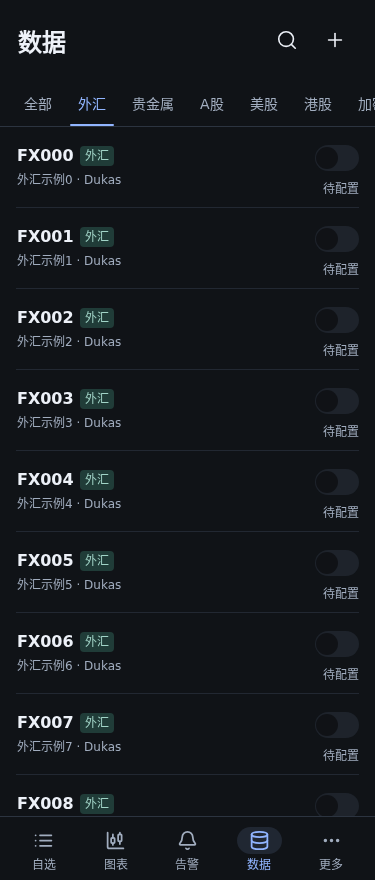 数据
全部 外汇 贵金属 A股 美股 港股
FX000 外汇
外汇示例0 · Dukas
待配置
FX001 外汇
外汇示例1 · Dukas
待配置
FX002 外汇
外汇示例2 · Dukas
待配置
FX003 外汇
外汇示例3 · Dukas
待配置
FX004 外汇
外汇示例4 · Dukas
待配置
FX005 外汇
外汇示例5 · Dukas
待配置
FX006 外汇
外汇示例6 · Dukas
待配置
FX007 外汇
外汇示例7 · Dukas
待配置
FX008 外汇
自选 图表 告警 数据 更多